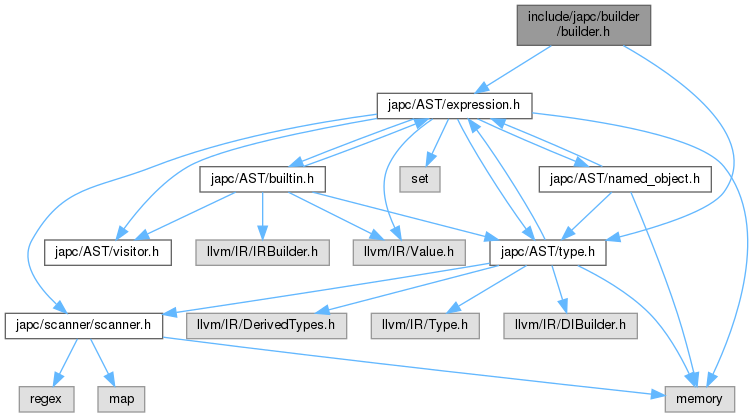 include/japc/builder
/builder.h
japc/AST/expression.h
japc/AST/builtin.h
set
japc/AST/named_object.h
japc/AST/visitor.h
llvm/IR/IRBuilder.h
llvm/IR/Value.h
japc/AST/type.h
japc/scanner/scanner.h
llvm/IR/DerivedTypes.h
llvm/IR/Type.h
llvm/IR/DIBuilder.h
regex
map
memory